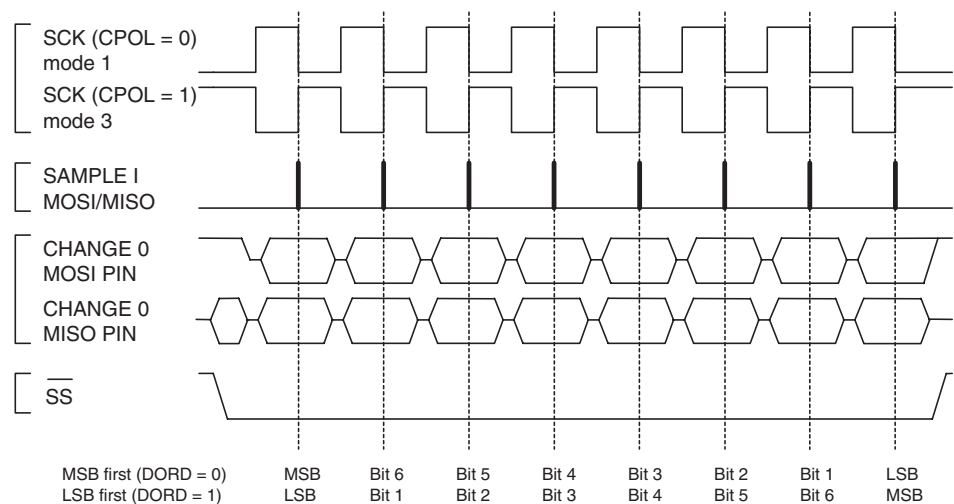 SCK (CPOL = 0)
mode 1
SCK (CPOL = 1)
mode 3
SAMPLE I
MOSI/MISO
CHANGE 0
MOSI PIN
CHANGE 0
MISO PIN
SS
MSB first (DORD = 0) MSB Bit 6 Bit 5 Bit 4 Bit 3 Bit 2 Bit 1 LSB
LSB first (DORD = 1) LSB Bit 1 Bit 2 Bit 3 Bit 4 Bit 5 Bit 6 MSB